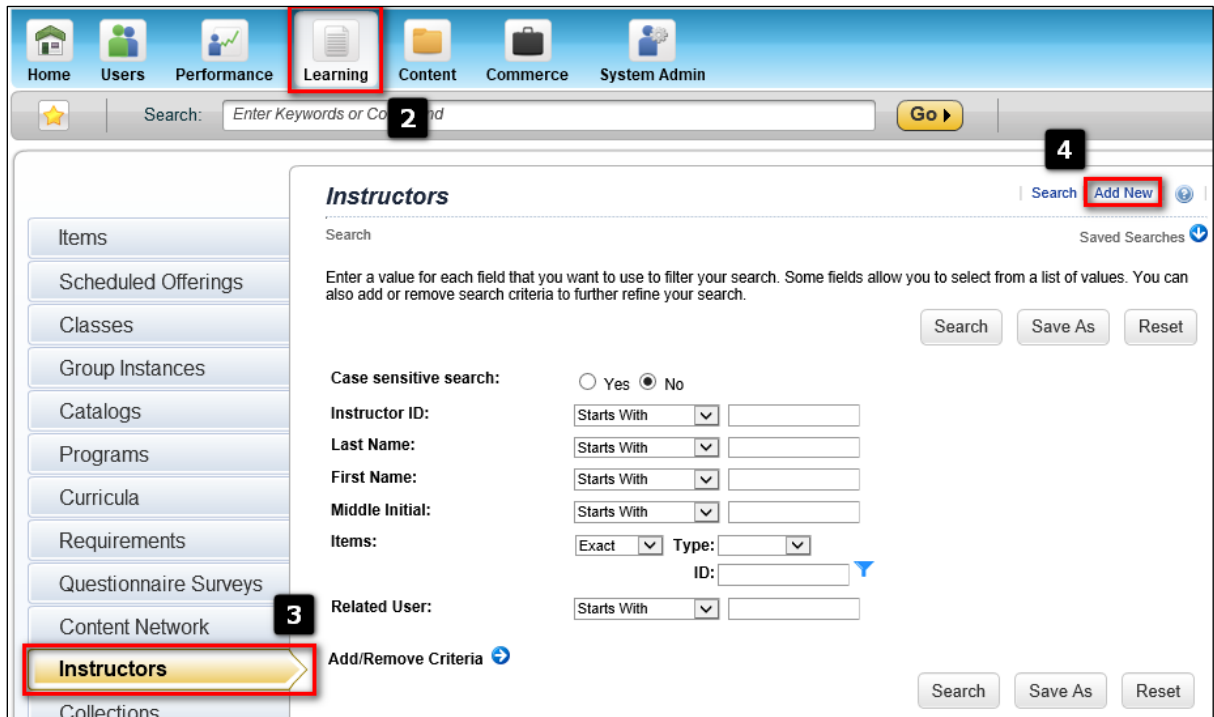 Home Users Performance Learning Content Commerce System Admin
Search: Enter Keywords or Co nd Go
2
4
Instructors
Search Add New
Search
Saved Searches
Enter a value for each field that you want to use to filter your search. Some fields allow you to select from a list of values. You can
also add or remove search criteria to further refine your search.
Search Save As Reset
Items
Scheduled Offerings
Classes
Group Instances
Catalogs
Programs
Curricula
Requirements
Questionnaire Surveys
Content Network
3
Instructors
Collections
Case sensitive search: Yes No
Instructor ID: Starts With
Last Name: Starts With
First Name: Starts With
Middle Initial: Starts With
Items: Exact Type:
ID:
Related User: Starts With
Add/Remove Criteria
Search Save As Reset